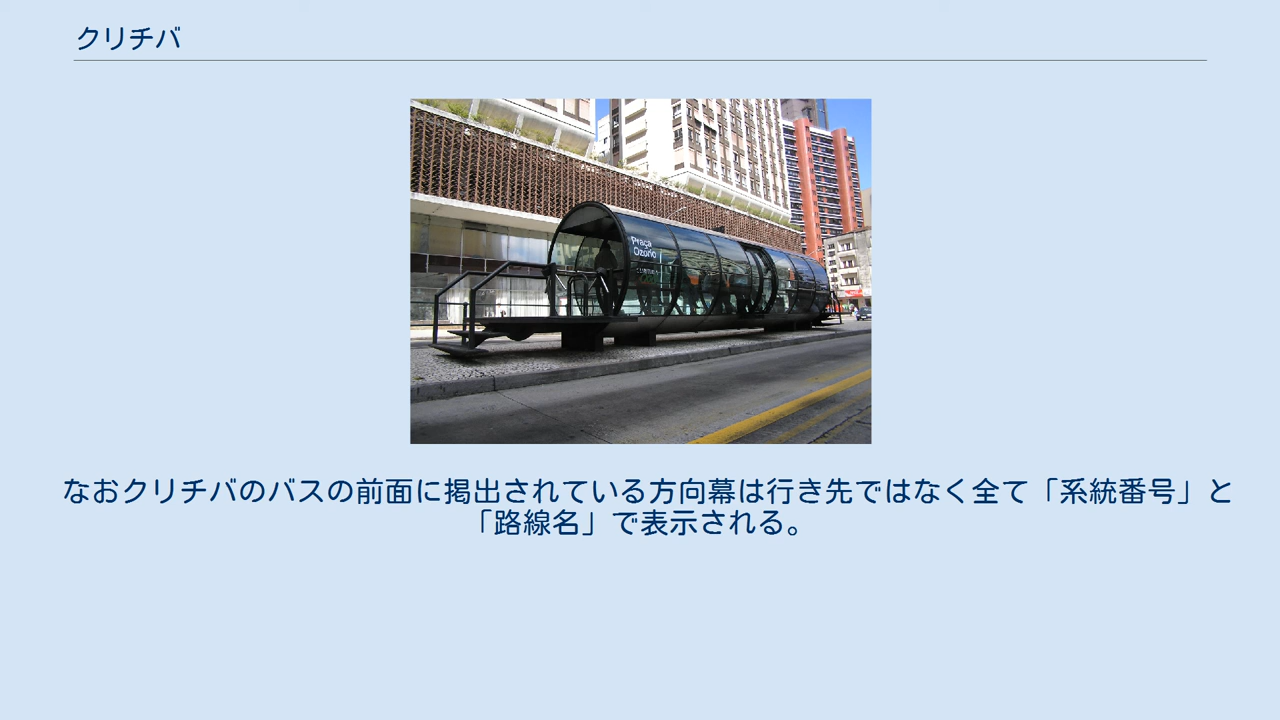 クリチバ
Praça
Ozório
なおクリチバのバスの前面に掲出されている方向幕は行き先ではなく全て「系統番号」と
「路線名」で表示される。